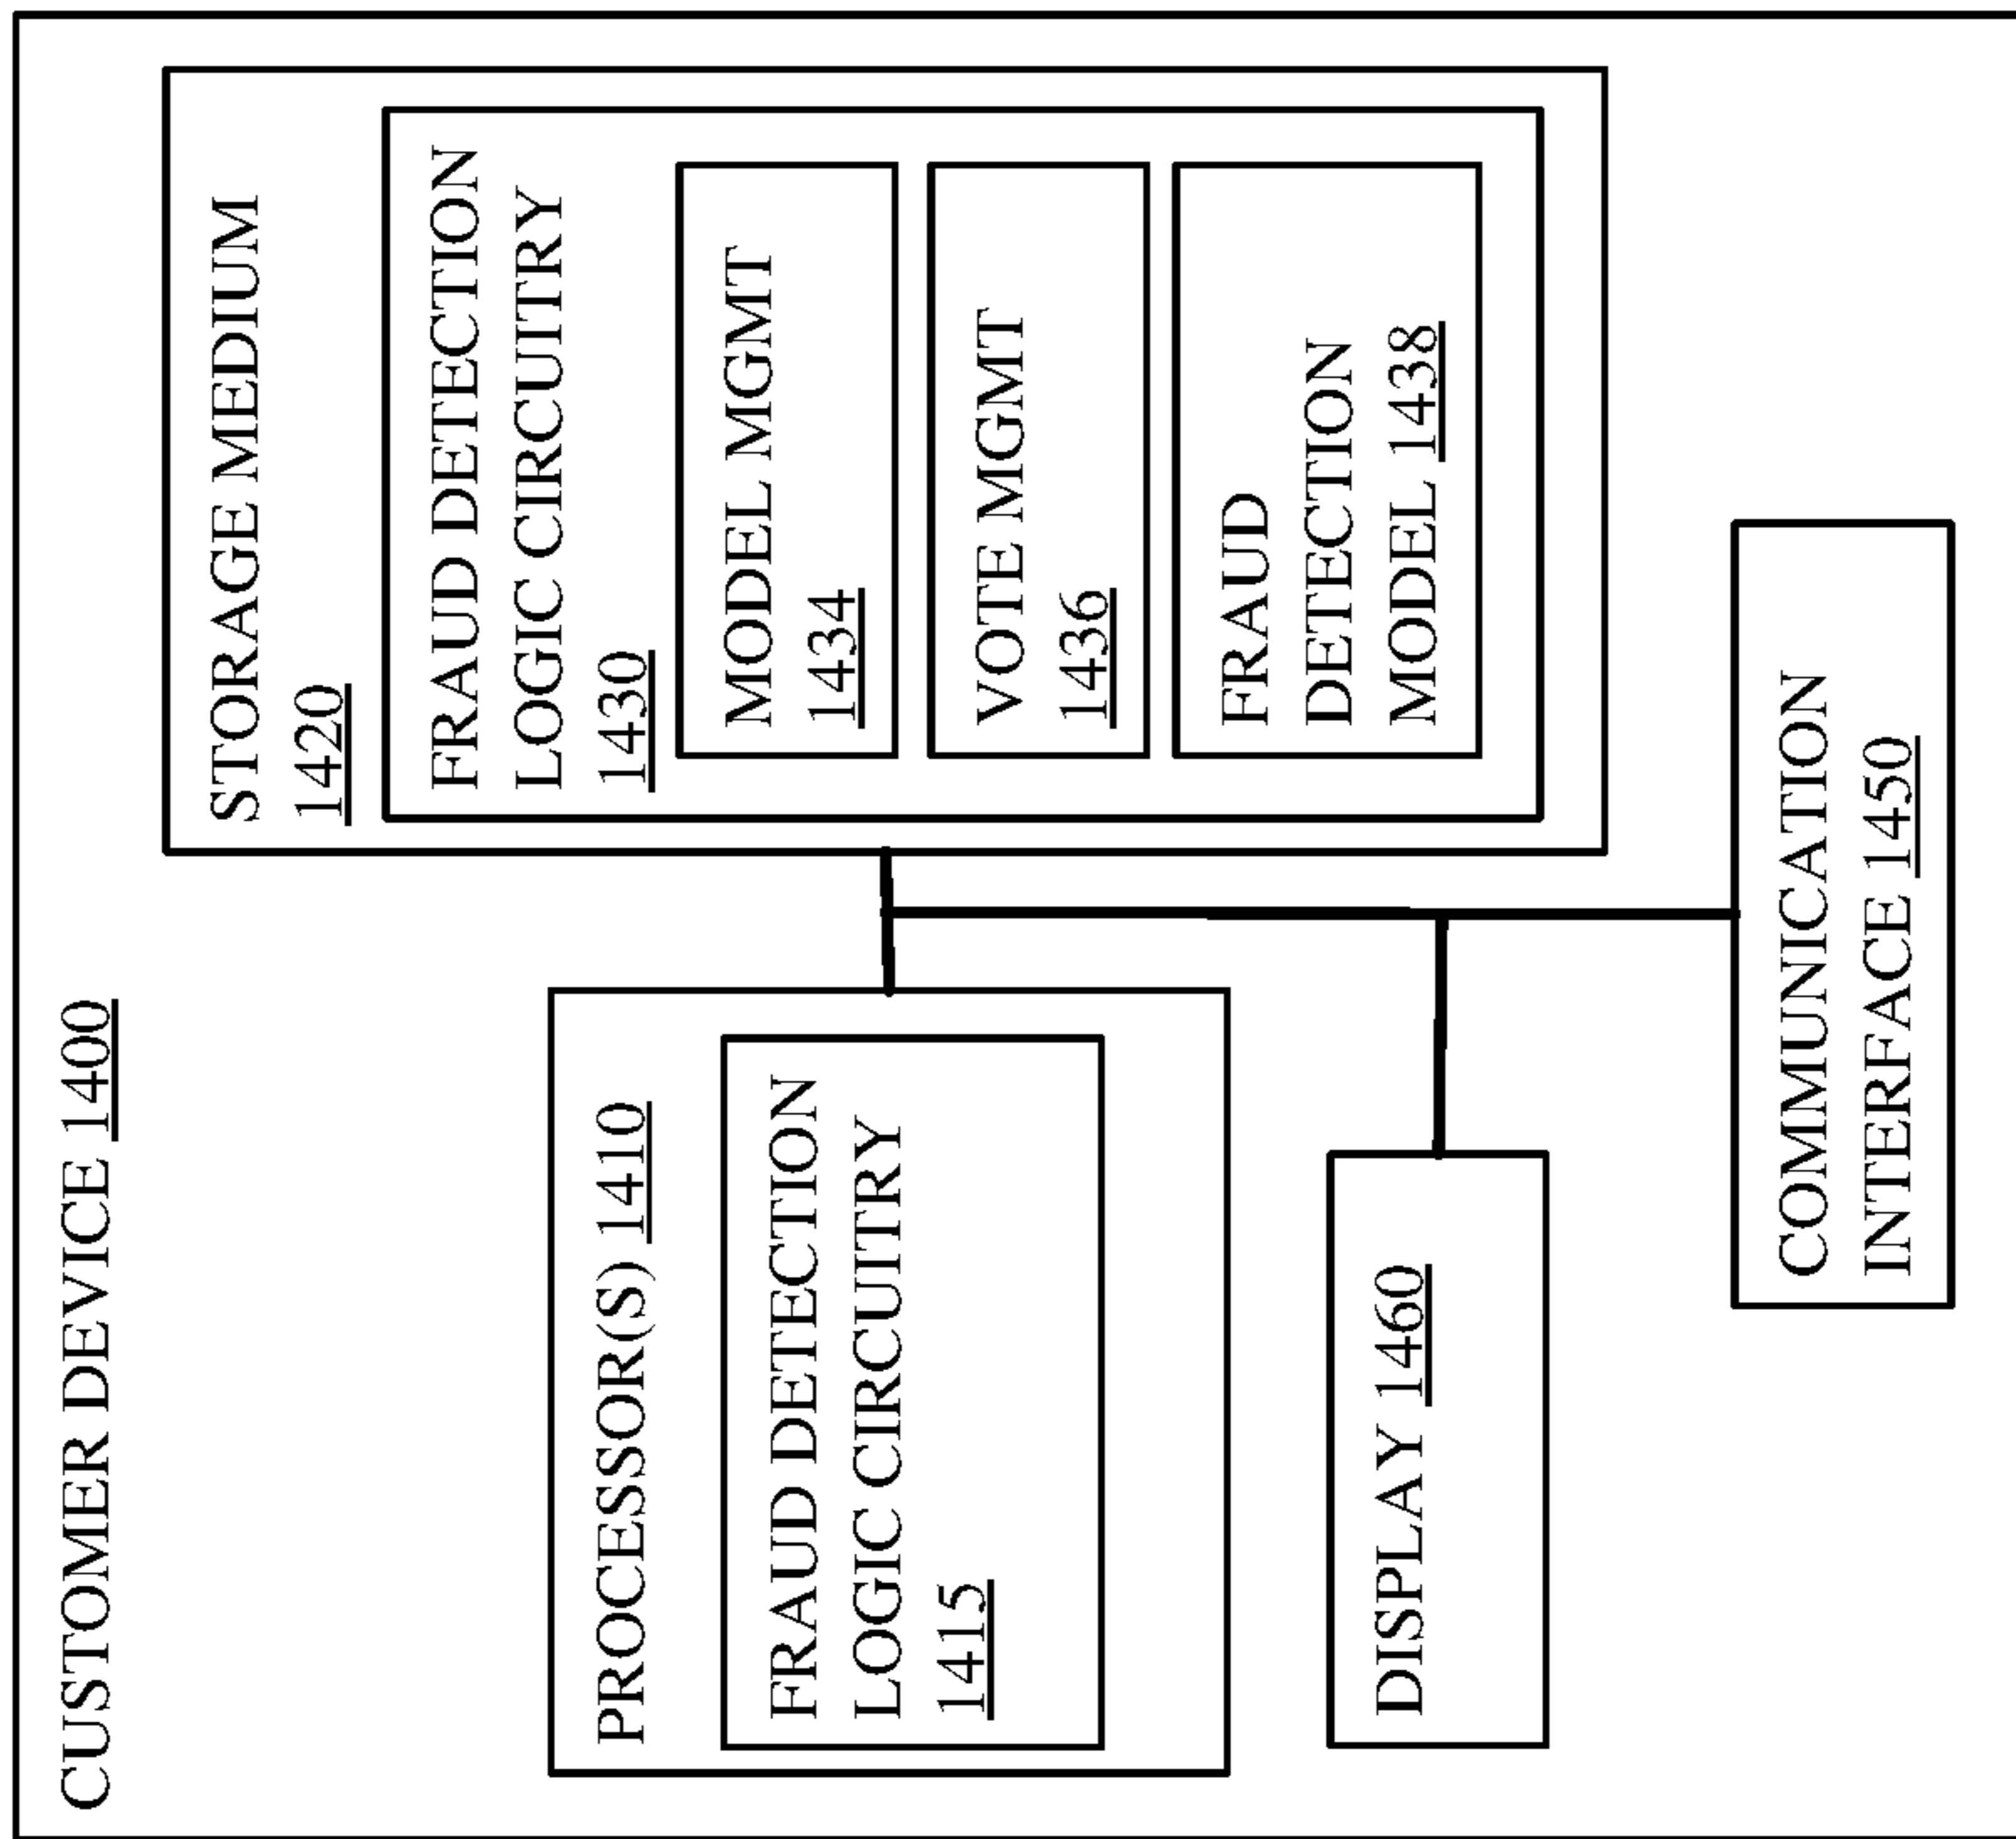 CUSTOMER DEVICE 1400
PROCESSOR(S) 1410
FRAUD DETECTION
LOGIC CIRCUITRY
1415
STORAGE MEDIUM
1420
FRAUD DETECTION
LOGIC CIRCUITRY
1430
MODEL MGMT
1434
VOTE MGMT
1436
FRAUD
DETECTION
MODEL 1438
DISPLAY 1460
COMMUNICATION
INTERFACE 1450